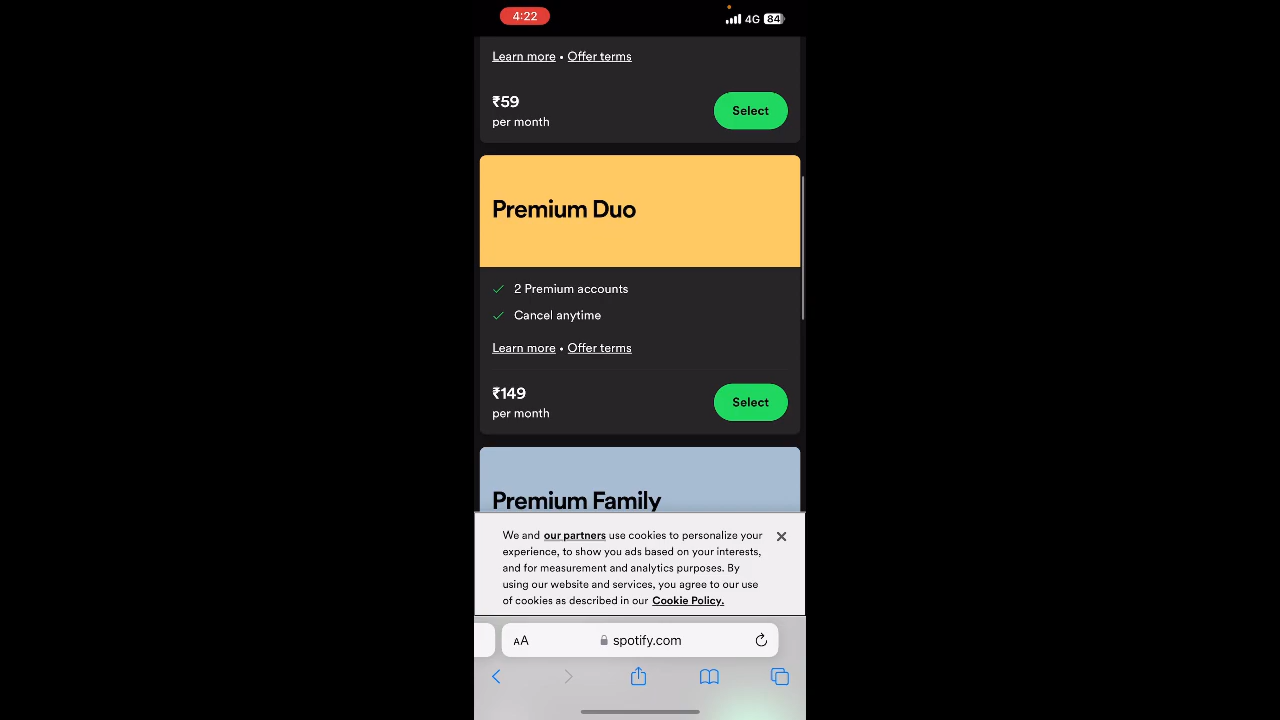 4:22 4G 84
Learn more • Offer terms
₹59
per month
Select
Premium Duo
2 Premium accounts
Cancel anytime
Learn more • Offer terms
₹149
per month
Select
Premium Family
We and our partners use cookies to personalize your
experience, to show you ads based on your interests,
and for measurement and analytics purposes. By
using our website and services, you agree to our use
of cookies as described in our Cookie Policy.
AA spotify.com